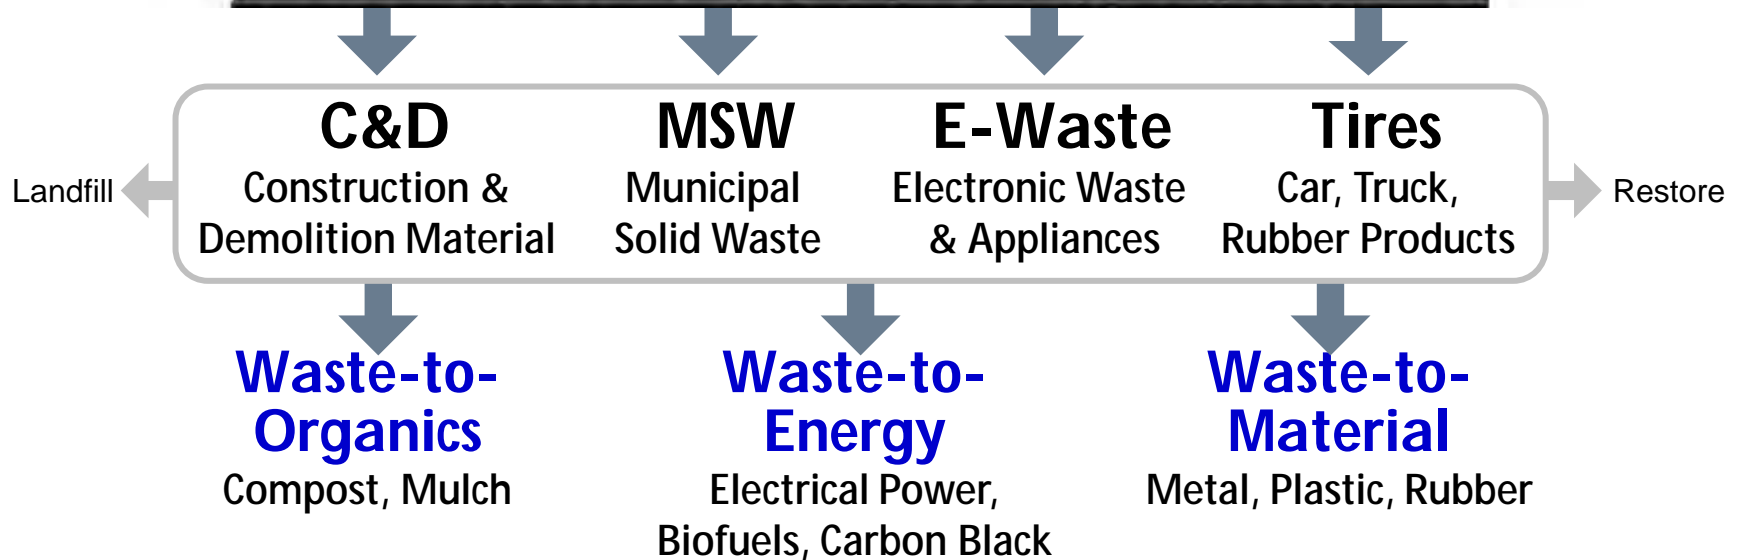 C&D
Construction &
Demolition Material
MSW
Municipal
Solid Waste
E-Waste
Electronic Waste
& Appliances
Tires
Car, Truck,
Rubber Products
Landfill
Restore
Waste-to-
Organics
Compost, Mulch
Waste-to-
Energy
Electrical Power,
Biofuels, Carbon Black
Waste-to-
Material
Metal, Plastic, Rubber